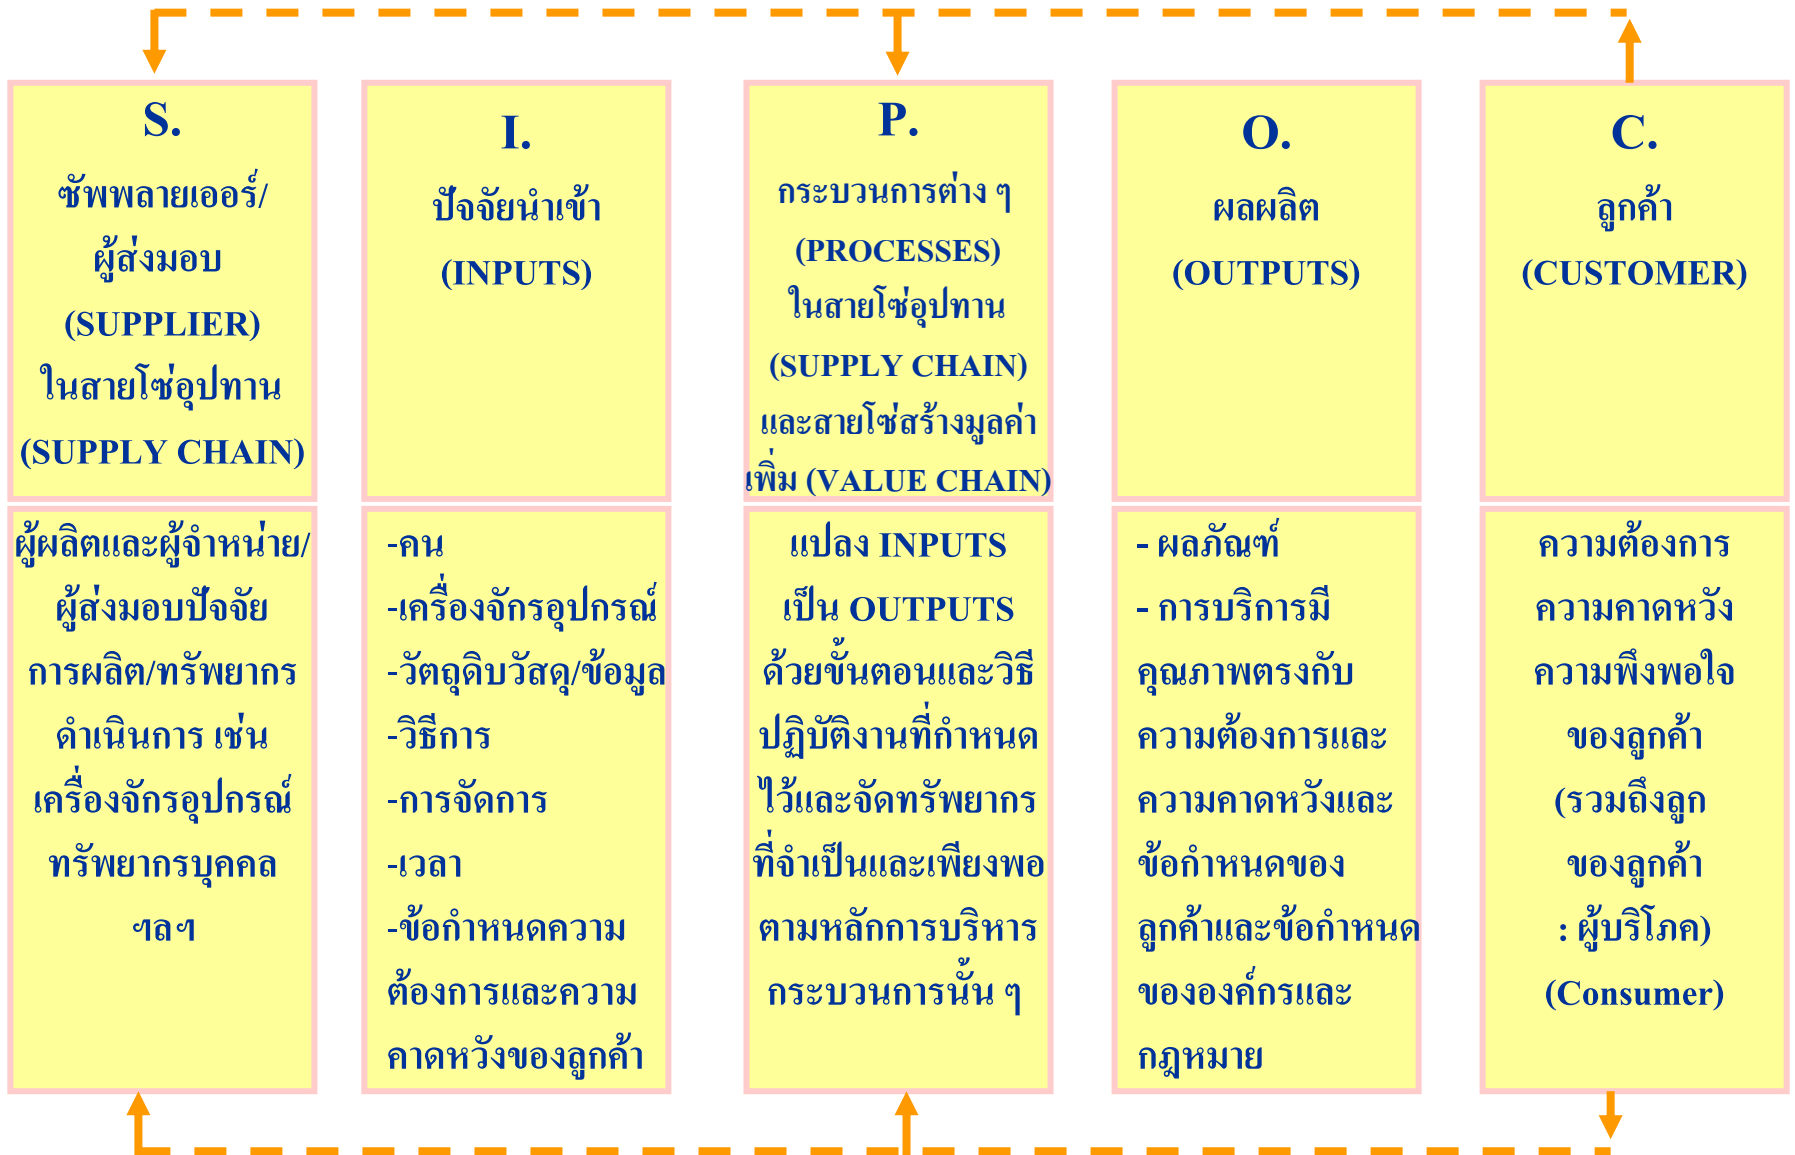 S.
ซัพพลายเออร์/
ผู้ส่งมอบ
(SUPPLIER)
ในสายโซ่อุปทาน
(SUPPLY CHAIN)
ผู้ผลิตและผู้จำหน่าย/
ผู้ส่งมอบปัจจัย
การผลิต/ทรัพยากร
ดำเนินการ เช่น
เครื่องจักรอุปกรณ์
ทรัพยากรบุคคล
ฯลฯ
I.
ปัจจัยนำเข้า
(INPUTS)
-คน
-เครื่องจักรอุปกรณ์
-วัตถุดิบวัสดุ/ข้อมูล
-วิธีการ
-การจัดการ
-เวลา
-ข้อกำหนดความ
ต้องการและความ
คาดหวังของลูกค้า
P.
กระบวนการต่าง ๆ
(PROCESSES)
ในสายโซ่อุปทาน
(SUPPLY CHAIN)
และสายโซ่สร้างมูลค่า
เพิ่ม (VALUE CHAIN)
แปลง INPUTS
เป็น OUTPUTS
ด้วยขั้นตอนและวิธี
ปฏิบัติงานที่กำหนด
ไว้และจัดทรัพยากร
ที่จำเป็นและเพียงพอ
ตามหลักการบริหาร
กระบวนการนั้น ๆ
O.
ผลผลิต
(OUTPUTS)
- ผลภัณฑ์
- การบริการมี
คุณภาพตรงกับ
ความต้องการและ
ความคาดหวังและ
ข้อกำหนดของ
ลูกค้าและข้อกำหนด
ขององค์กรและ
กฎหมาย
C.
ลูกค้า
(CUSTOMER)
ความต้องการ
ความคาดหวัง
ความพึงพอใจ
ของลูกค้า
(รวมถึงลูก
ของลูกค้า
: ผู้บริโภค)
(Consumer)